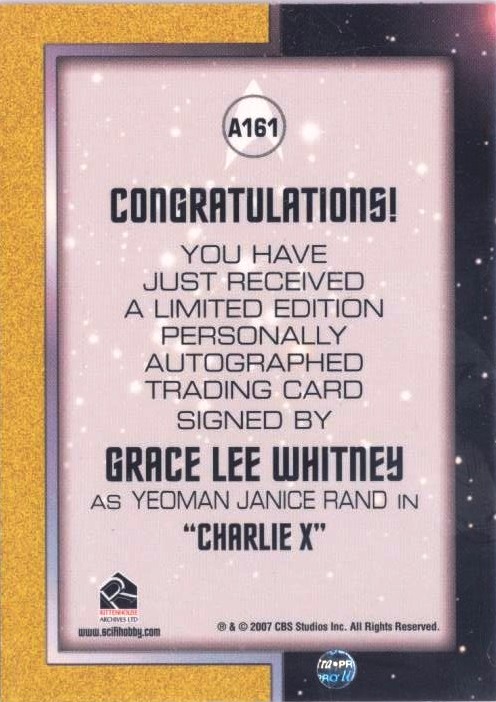 A161
CONGRATULATIONS!
YOU HAVE
JUST RECEIVED
A LIMITED EDITION
PERSONALLY
AUTOGRAPHED
TRADING CARD
SIGNED BY
GRACE LEE WHITNEY
AS YEOMAN JANICE RAND IN
"CHARLIE X"
RITTENHOUSE
ARCHIVES LTD
www.scifihobby.com
® & © 2007 CBS Studios Inc. All Rights Reserved.